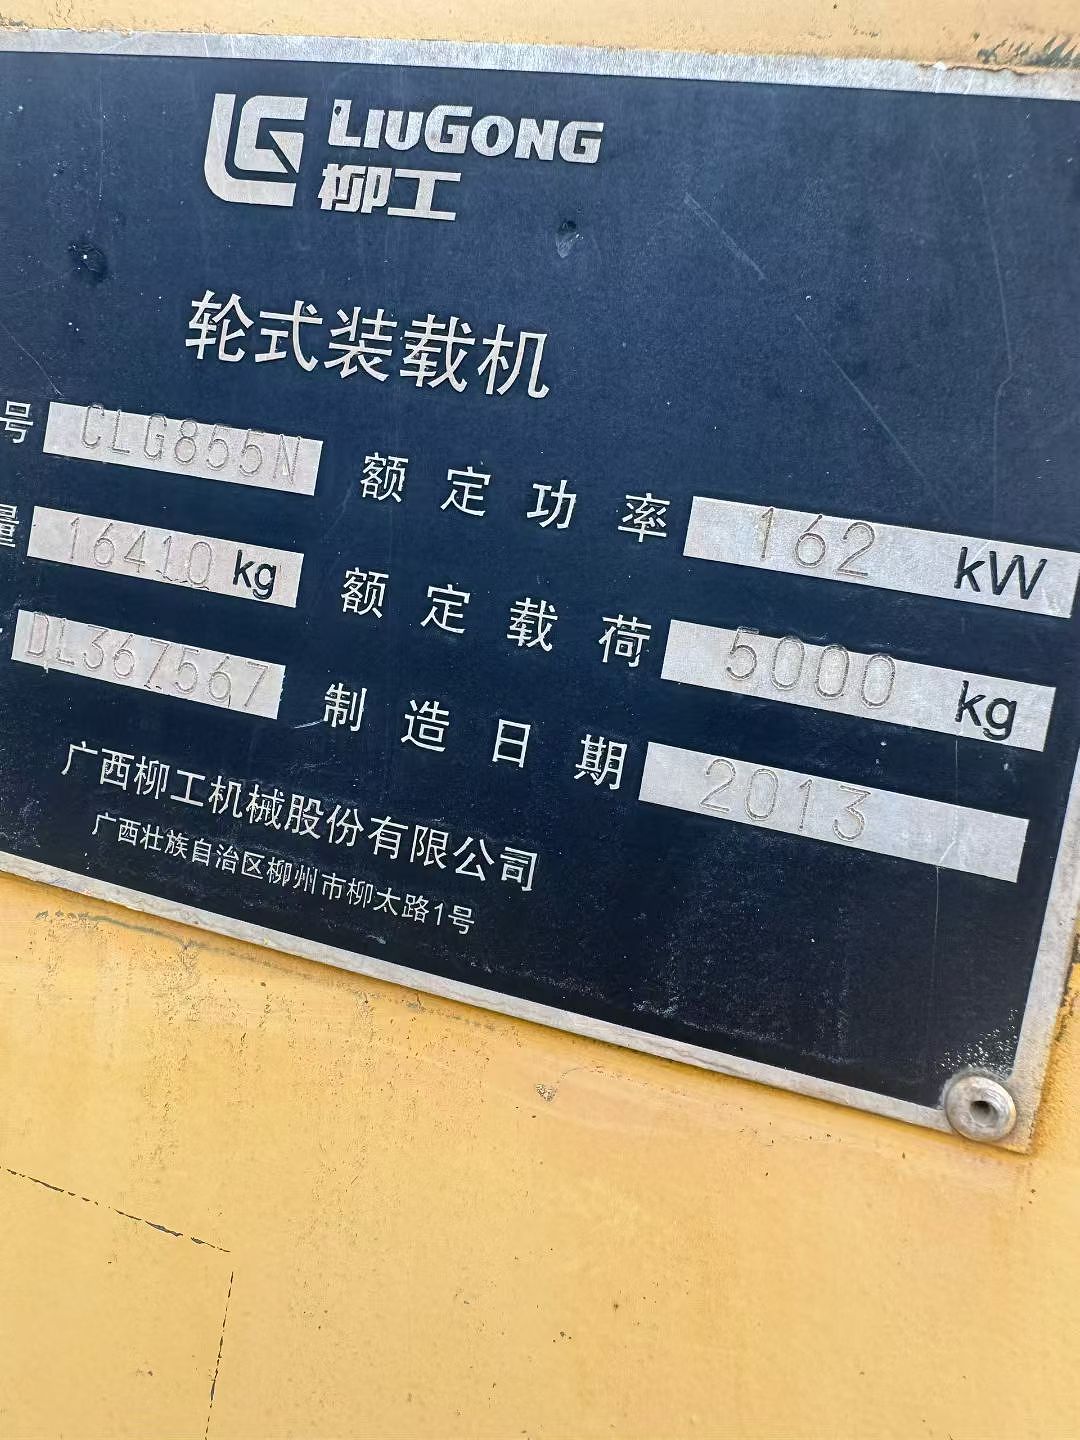 LIUGONG
柳工
轮式装载机
号 CLG855N 额定功率 162 kW
量 16410 kg 额定载荷 5000 kg
DL367567 制造日期 2013
广西柳工机械股份有限公司
广西壮族自治区柳州市柳太路1号